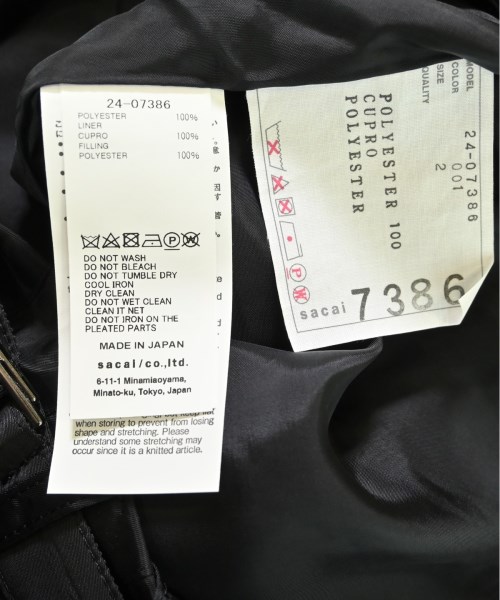 24-07386
POLYESTER 100%
LINER
CUPRO 100%
FILLING
POLYESTER 100%
DO NOT WASH
DO NOT BLEACH
DO NOT TUMBLE DRY
COOL IRON
DRY CLEAN
DO NOT WET CLEAN
CLEAN IT NET
DO NOT IRON ON THE
PLEATED PARTS
MADE IN JAPAN
sacai/co.,ltd.
6-11-1 Minamiaoyama,
Minato-ku, Tokyo, Japan
when storing to prevent from losing
shape and stretching. Please
understand some stretching may
occur since it is a knitted article.
MODEL 24-07386
COLOR 001
SIZE 2
QUALITY
POLYESTER 100
CUPRO
POLYESTER
sacai 7386